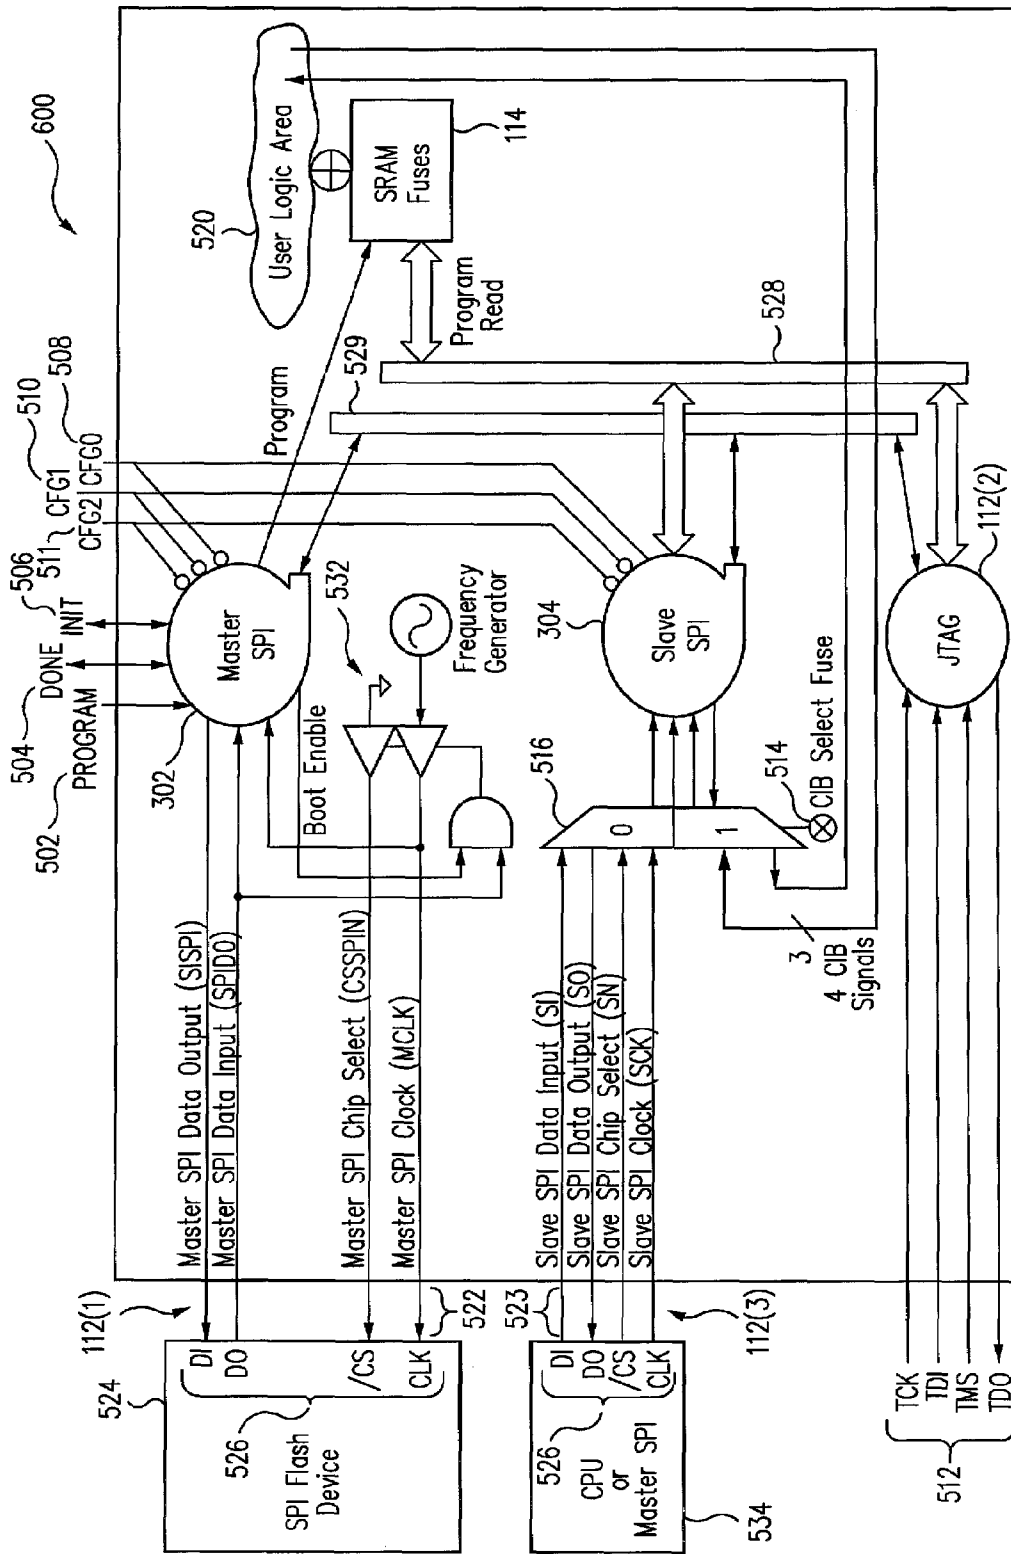 600
502
PROGRAM
504
DONE
506
INIT
511
CFG2
510
CFG1
508
CFG0
302
Master
SPI
Program
520
User Logic Area
SRAM
Fuses
114
Program
Read
529
528
532
Frequency
Generator
Boot Enable
112(1)
524
DI
DO
/CS
CLK
526
SPI Flash
Device
522
Master SPI Data Output (SISPI)
Master SPI Data Input (SPIDO)
Master SPI Chip Select (CSSPIN)
Master SPI Clock (MCLK)
523
DI
DO
/CS
CLK
526
CPU
or
Master SPI
534
112(3)
Slave SPI Data Input (SI)
Slave SPI Data Output (SO)
Slave SPI Chip Select (SN)
Slave SPI Clock (SCK)
516
0
1
514
CIB Select Fuse
3
4 CIB
Signals
304
Slave
SPI
JTAG
112(2)
512
TCK
TDI
TMS
TDO